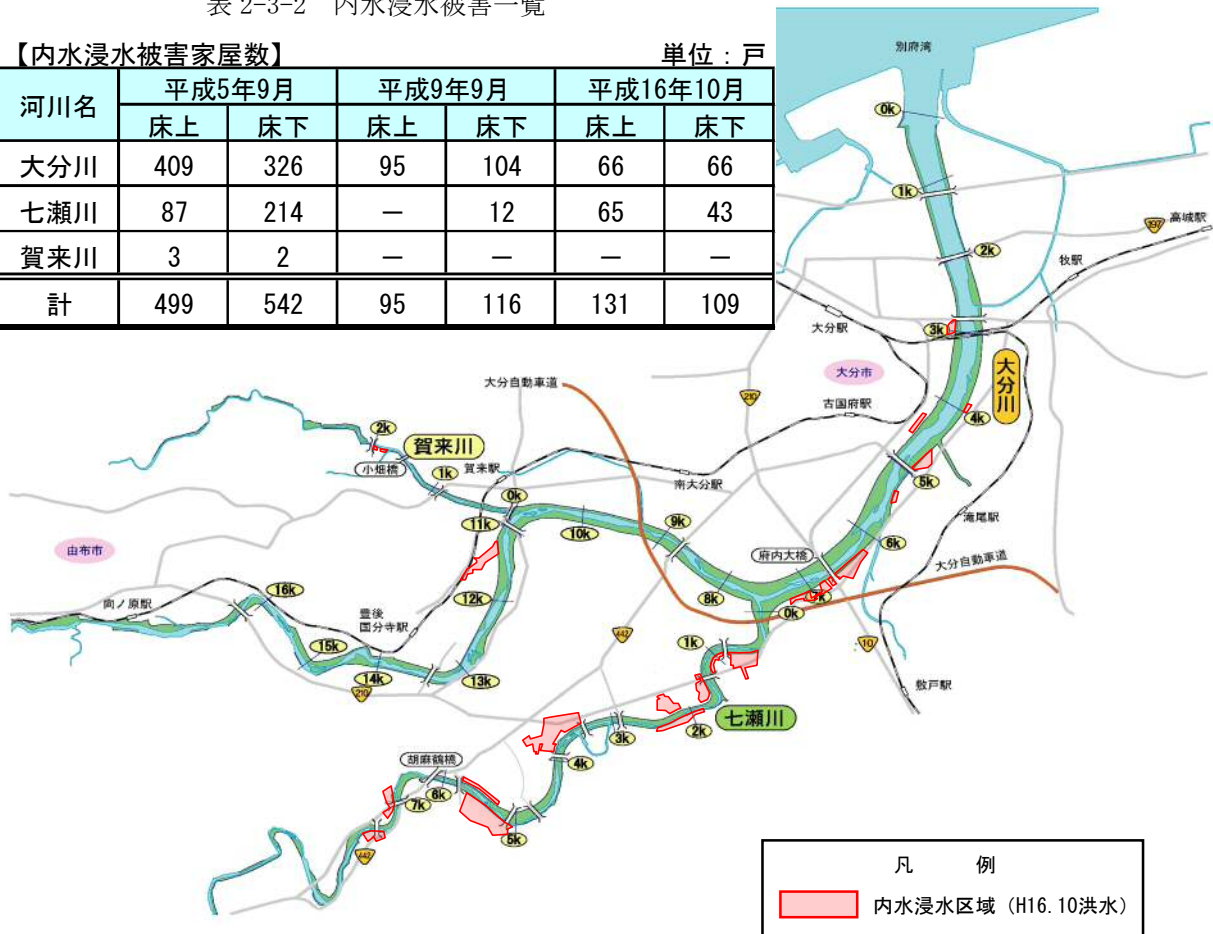 表 2-3-2 内水浸水被害一覧
【内水浸水被害家屋数】 単位：戸
河川名 平成5年9月 平成9年9月 平成16年10月
床上 床下 床上 床下 床上 床下
大分川 409 326 95 104 66 66
七瀬川 87 214 － 12 65 43
賀来川 3 2 － － － －
計 499 542 95 116 131 109
別府湾
0k
1k
197
高城駅
2k
牧駅
大分駅
3k
大分市
大分川
大分自動車道
210
古国府駅
4k
2k
賀来川
小畑橋
1k
賀来駅
南大分駅
5k
0k
滝尾駅
11k
10k
9k
6k
由布市
府内大橋
大分自動車道
16k
向ノ原駅
12k
8k
7k
0k
豊後
国分寺駅
442
10
1k
15k
14k
13k
210
敷戸駅
七瀬川
2k
3k
胡麻鶴橋
4k
6k
7k
5k
442
凡 例
内水浸水区域（H16.10洪水）